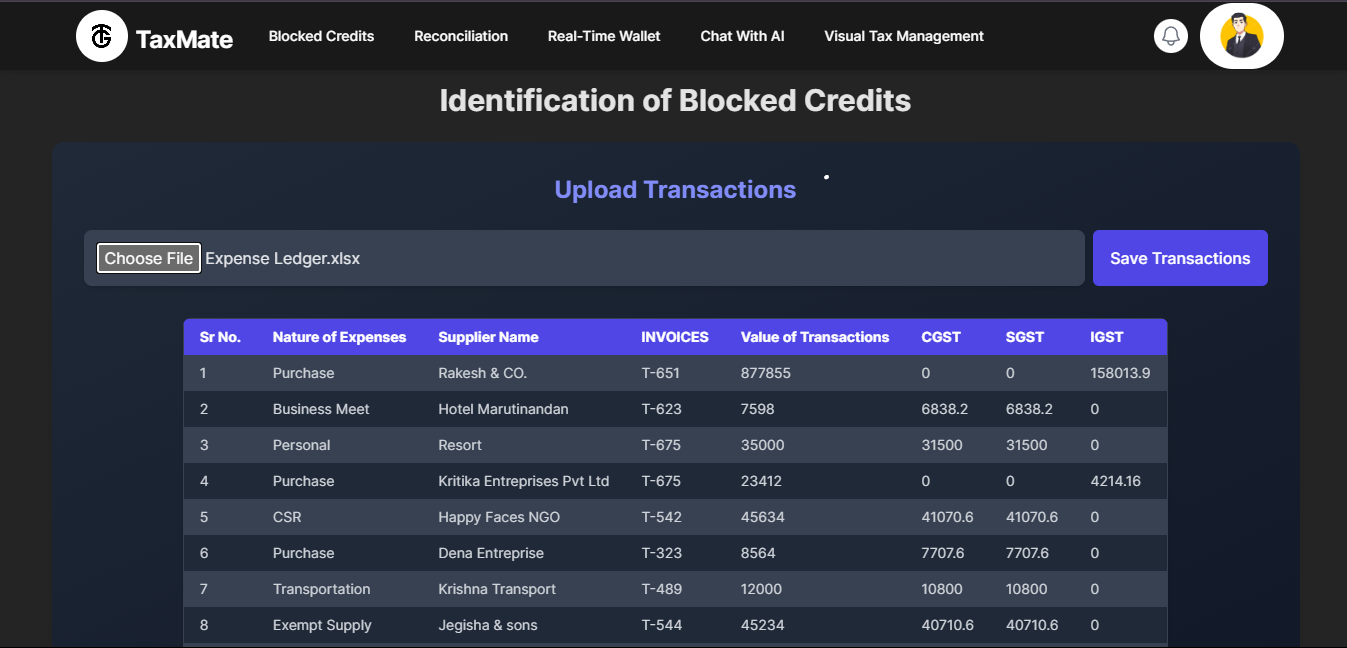 TaxMate Blocked Credits Reconciliation Real-Time Wallet Chat With AI Visual Tax Management
Identification of Blocked Credits
Upload Transactions
Choose File Expense Ledger.xlsx Save Transactions
Sr No. Nature of Expenses Supplier Name INVOICES Value of Transactions CGST SGST IGST
1 Purchase Rakesh & CO. T-651 877855 0 0 158013.9
2 Business Meet Hotel Marutinandan T-623 7598 6838.2 6838.2 0
3 Personal Resort T-675 35000 31500 31500 0
4 Purchase Kritika Entreprises Pvt Ltd T-675 23412 0 0 4214.16
5 CSR Happy Faces NGO T-542 45634 41070.6 41070.6 0
6 Purchase Dena Entreprise T-323 8564 7707.6 7707.6 0
7 Transportation Krishna Transport T-489 12000 10800 10800 0
8 Exempt Supply Jegisha & sons T-544 45234 40710.6 40710.6 0